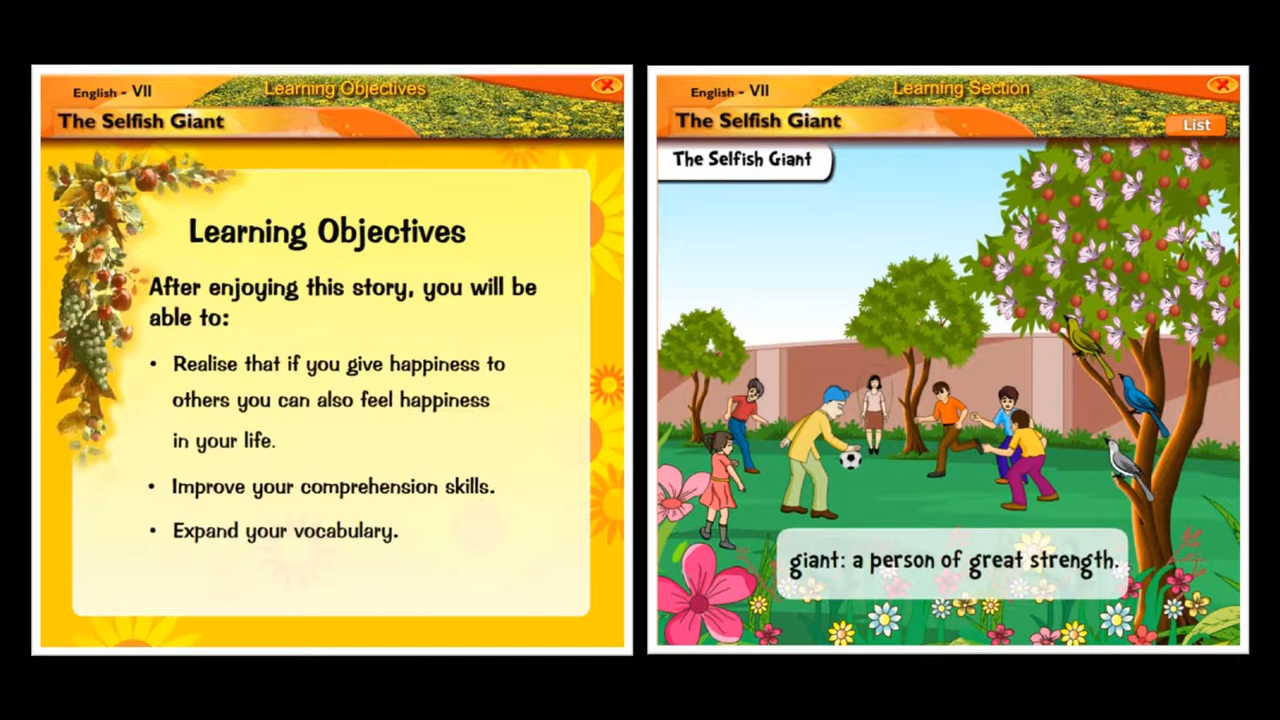 English - VII
Learning Objectives
The Selfish Giant
Learning Objectives
After enjoying this story, you will be
able to:
• Realise that if you give happiness to
others you can also feel happiness
in your life.
• Improve your comprehension skills.
• Expand your vocabulary.
English - VII
Learning Section
The Selfish Giant
List
The Selfish Giant
giant: a person of great strength.